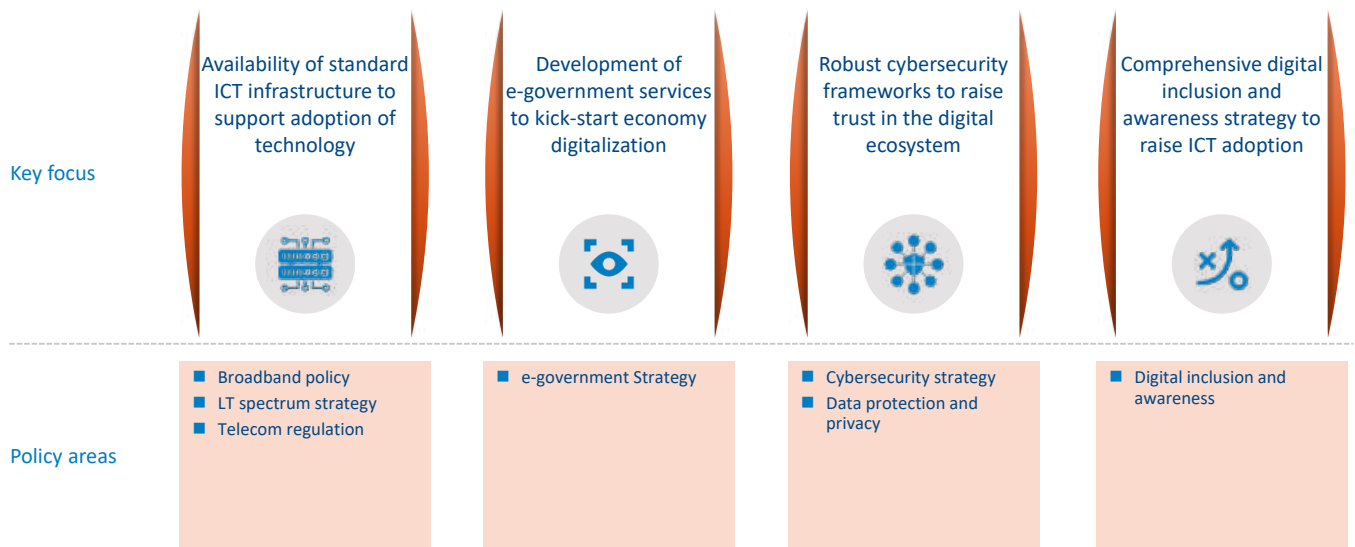 Key focus
Availability of standard
ICT infrastructure to
support adoption of
technology
Development of
e-government services
to kick-start economy
digitalization
Robust cybersecurity
frameworks to raise
trust in the digital
ecosystem
Comprehensive digital
inclusion and
awareness strategy to
raise ICT adoption
Policy areas
Broadband policy
LT spectrum strategy
Telecom regulation
e-government Strategy
Cybersecurity strategy
Data protection and
privacy
Digital inclusion and
awareness